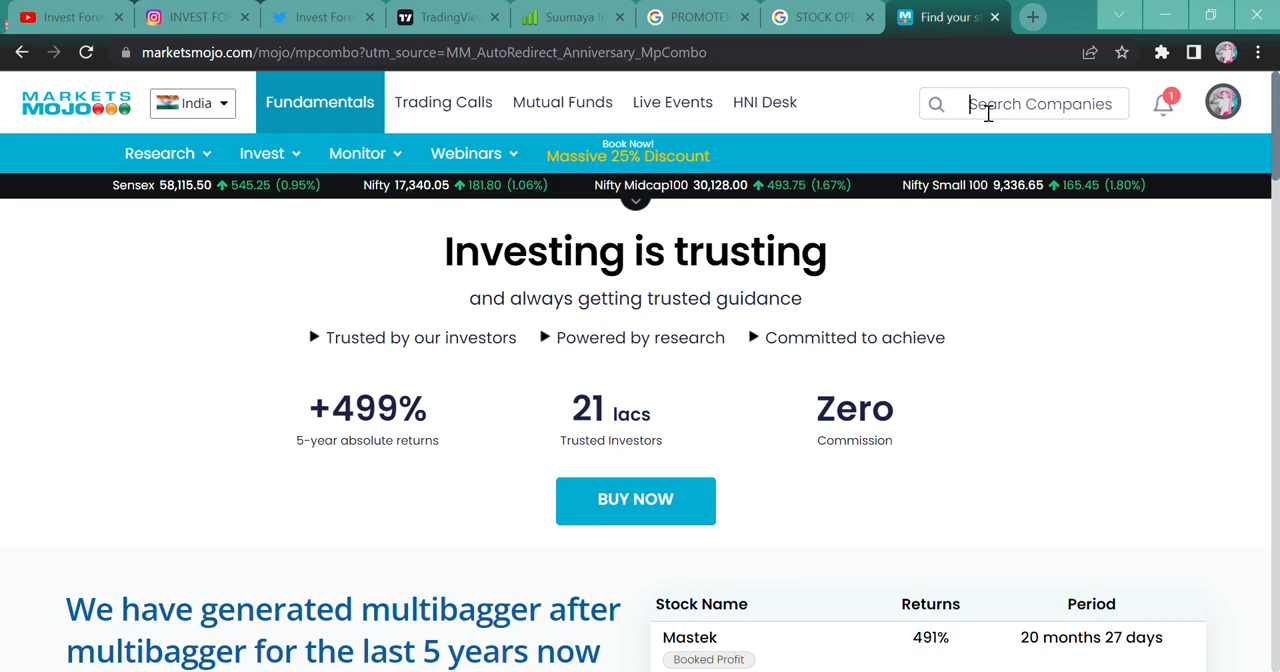 Invest Fore
INVEST FO
Invest Fore
TradingVie
Suumaya I
PROMOTE
STOCK OP
Find your s
marketsmojo.com/mojo/mpcombo?utm_source=MM_AutoRedirect_Anniversary_MpCombo
MARKETS
MOJO
India
Fundamentals
Trading Calls
Mutual Funds
Live Events
HNI Desk
Search Companies
1
Research
Invest
Monitor
Webinars
Book Now!
Massive 25% Discount
Sensex 58,115.50 545.25 (0.95%) Nifty 17,340.05 181.80 (1.06%) Nifty Midcap100 30,128.00 493.75 (1.67%) Nifty Small 100 9,336.65 165.45 (1.80%)
Investing is trusting
and always getting trusted guidance
Trusted by our investors Powered by research Committed to achieve
+499%
5-year absolute returns
21 lacs
Trusted Investors
Zero
Commission
BUY NOW
We have generated multibagger after
multibagger for the last 5 years now
Stock Name Returns Period
Mastek 491% 20 months 27 days
Booked Profit